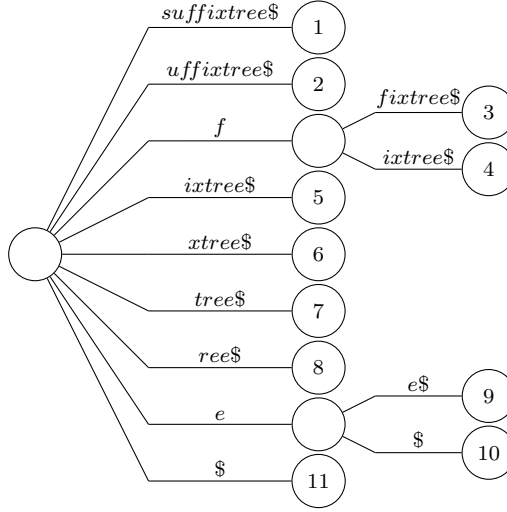 suffixtree$ 1
uffixtree$ 2
f
fixtree$ 3
ixtree$ 4
ixtree$ 5
xtree$ 6
tree$ 7
ree$ 8
e
e$ 9
$ 10
$ 11